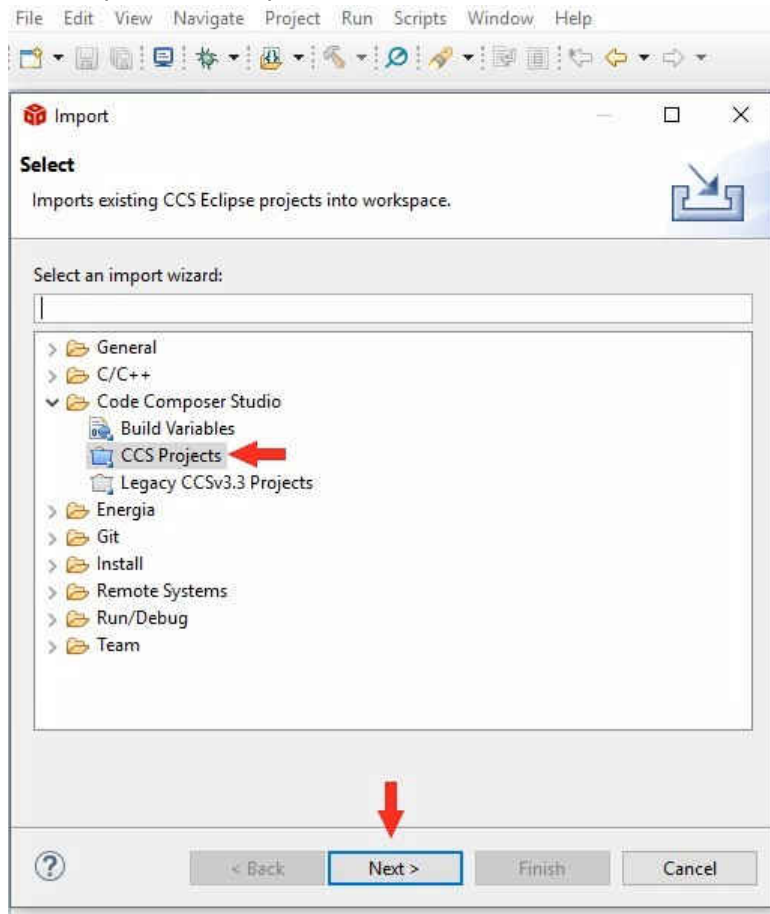 File Edit View Navigate Project Run Scripts Window Help
Import
Select
Imports existing CCS Eclipse projects into workspace.
Select an import wizard:
General
C/C++
Code Composer Studio
Build Variables
CCS Projects
Legacy CCSv3.3 Projects
Energia
Git
Install
Remote Systems
Run/Debug
Team
< Back Next > Finish Cancel